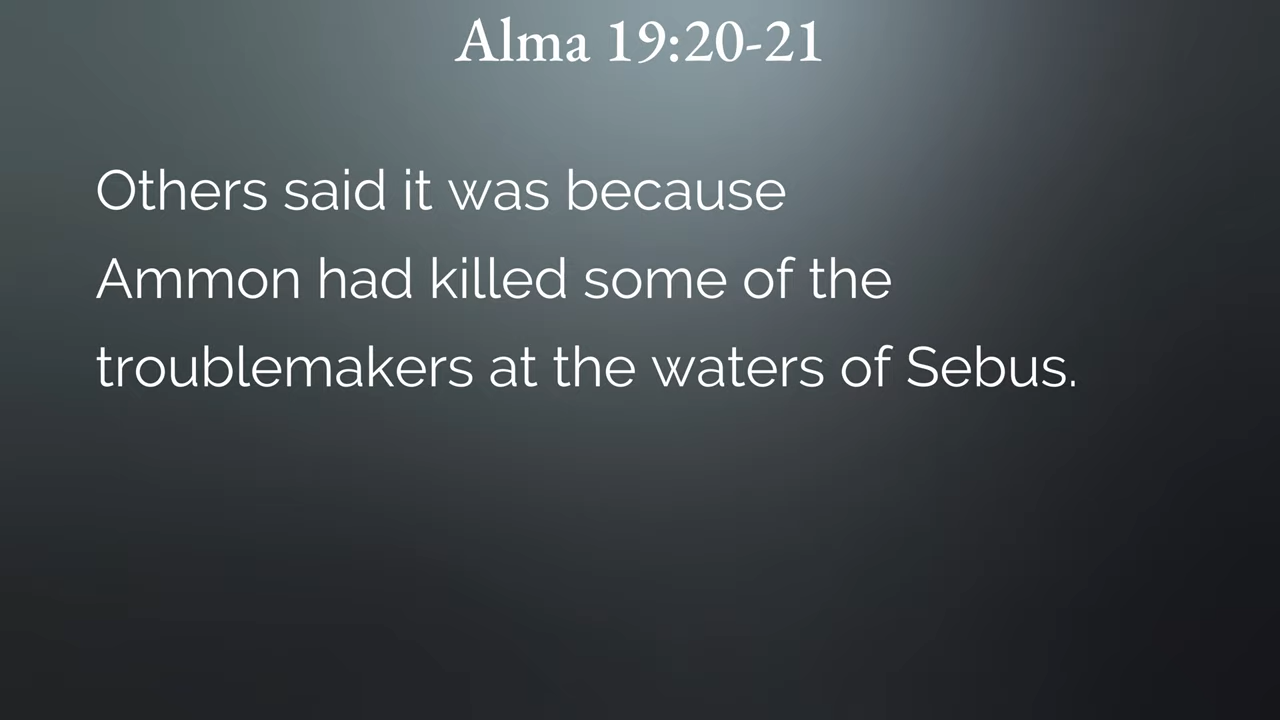 Alma 19:20-21
Others said it was because
Ammon had killed some of the
troublemakers at the waters of Sebus.